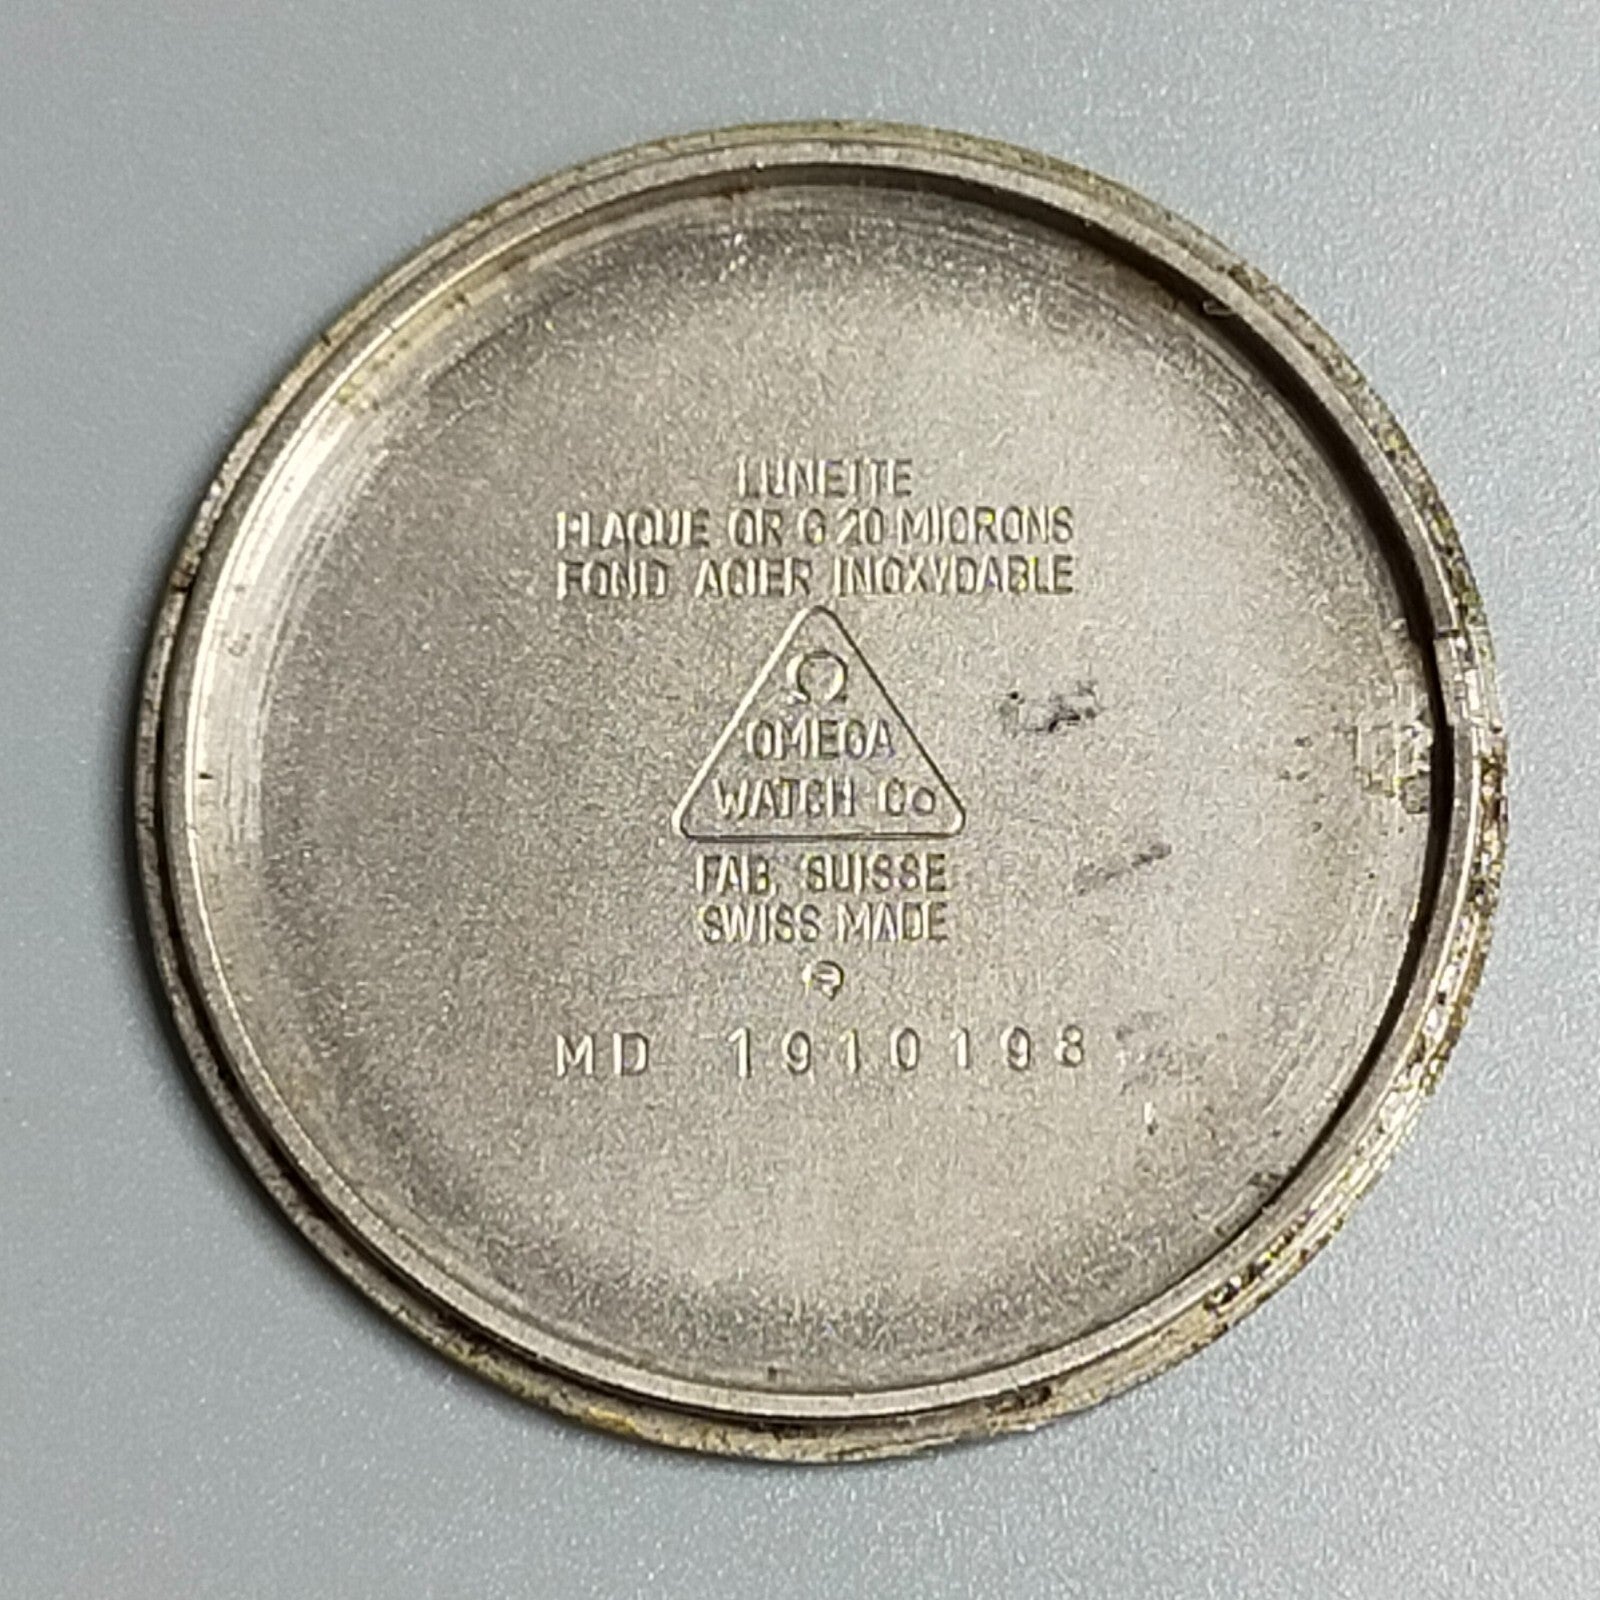 LUNETTE
PLAQUE OR G 20 MICRONS
FOND ACIER INOXYDABLE
Ω
OMEGA
WATCH Co
FAB. SUISSE
SWISS MADE
MD 1910198